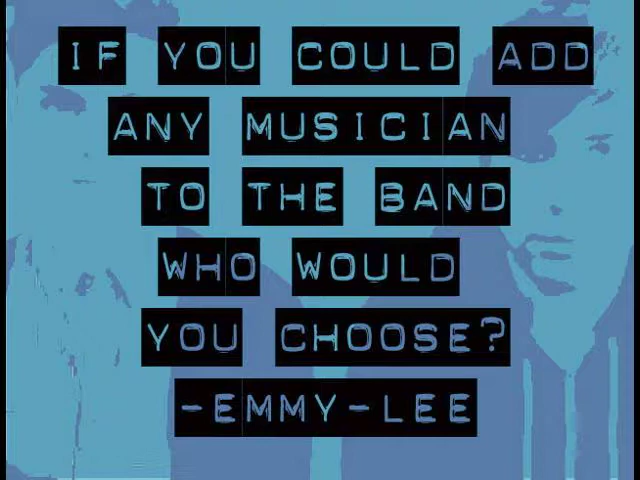 IF YOU COULD ADD
ANY MUSICIAN
TO THE BAND
WHO WOULD
YOU CHOOSE?
-EMMY-LEE